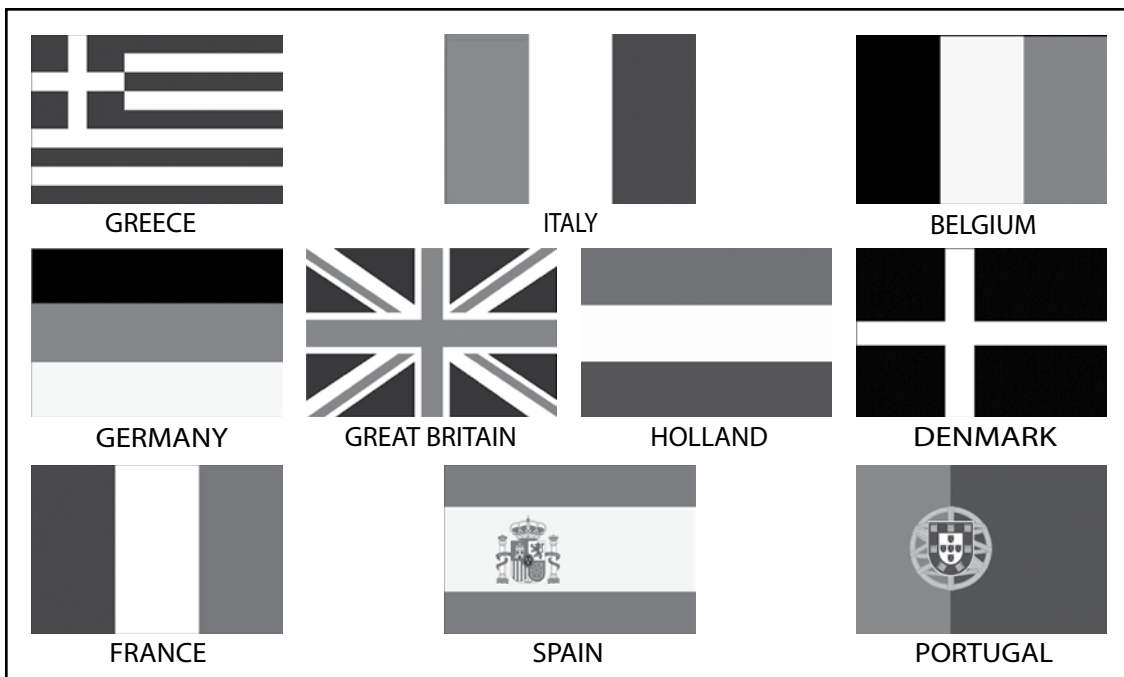 GREECE
ITALY
BELGIUM
GERMANY
GREAT BRITAIN
HOLLAND
DENMARK
FRANCE
SPAIN
PORTUGAL